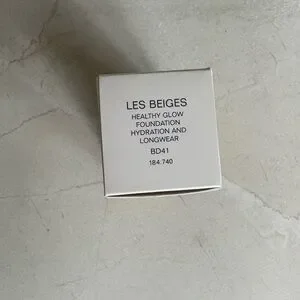 LES BEIGES
HEALTHY GLOW
FOUNDATION
HYDRATION AND
LONGWEAR
BD41
184.740